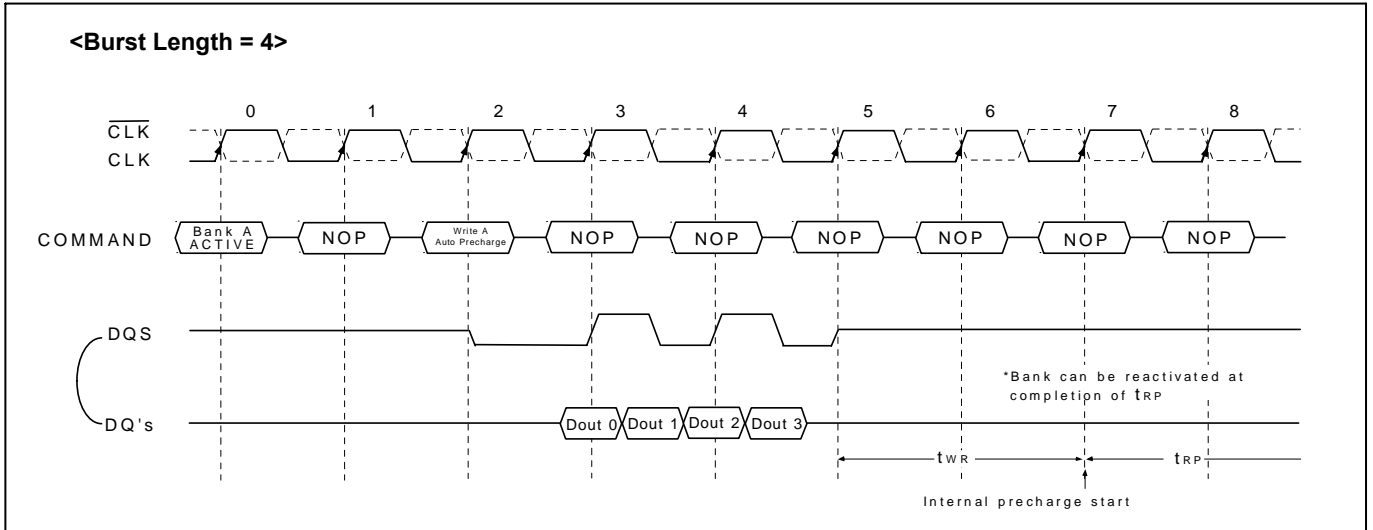 <Burst Length = 4>
0 1 2 3 4 5 6 7 8
CLK
CLK
COMMAND
Bank A
ACTIVE
NOP
Write A
Auto Precharge
NOP
NOP
NOP
NOP
NOP
NOP
DQS
*Bank can be reactivated at
completion of tRP
DQ's
Dout 0 Dout 1 Dout 2 Dout 3
tWR
tRP
Internal precharge start